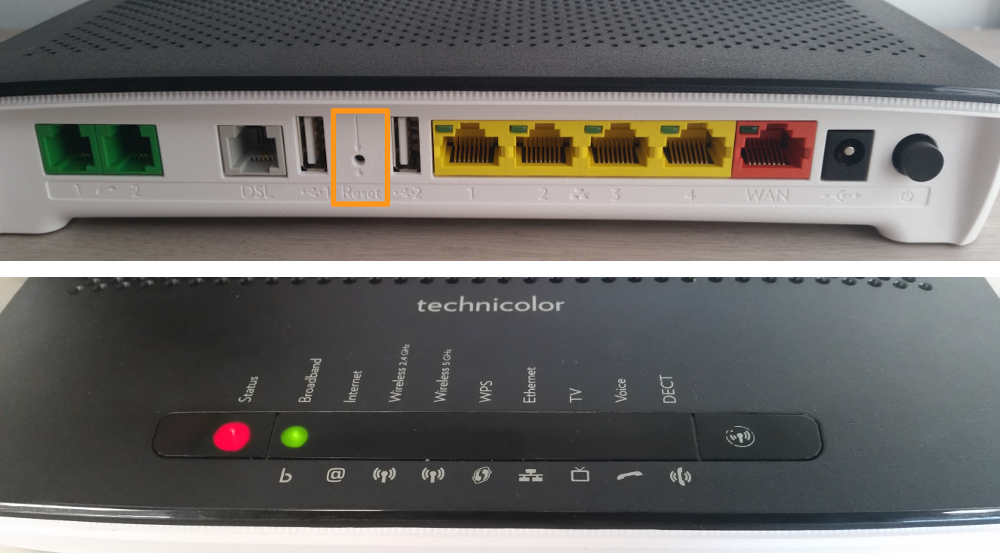 1 2 DSL 1 Reset 2 1 2 3 4 WAN
technicolor
Status Broadband Internet Wireless 2.4 GHz Wireless 5 GHz WPS Ethernet TV Voice DECT
b @